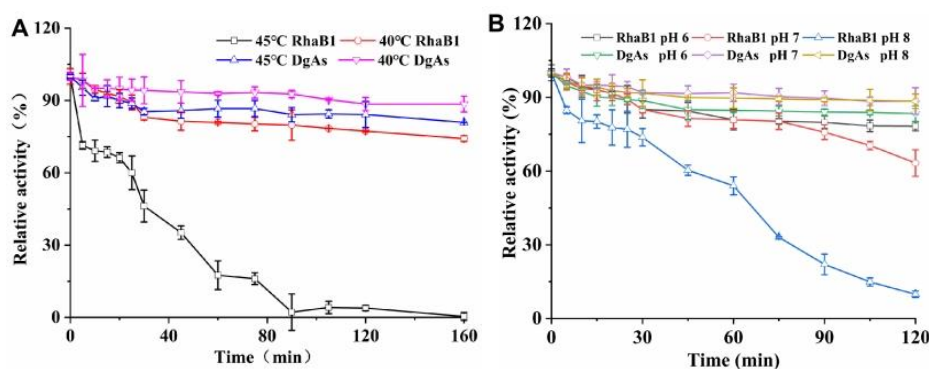 A
120
90
60
30
0
Relative activity (%)
45℃ RhaB1
40℃ RhaB1
45℃ DgAs
40℃ DgAs
0
40
80
120
160
Time (min)
B
120
90
60
30
0
Relative activity (%)
RhaB1 pH 6
RhaB1 pH 7
RhaB1 pH 8
DgAs pH 6
DgAs pH 7
DgAs pH 8
0
30
60
90
120
Time (min)